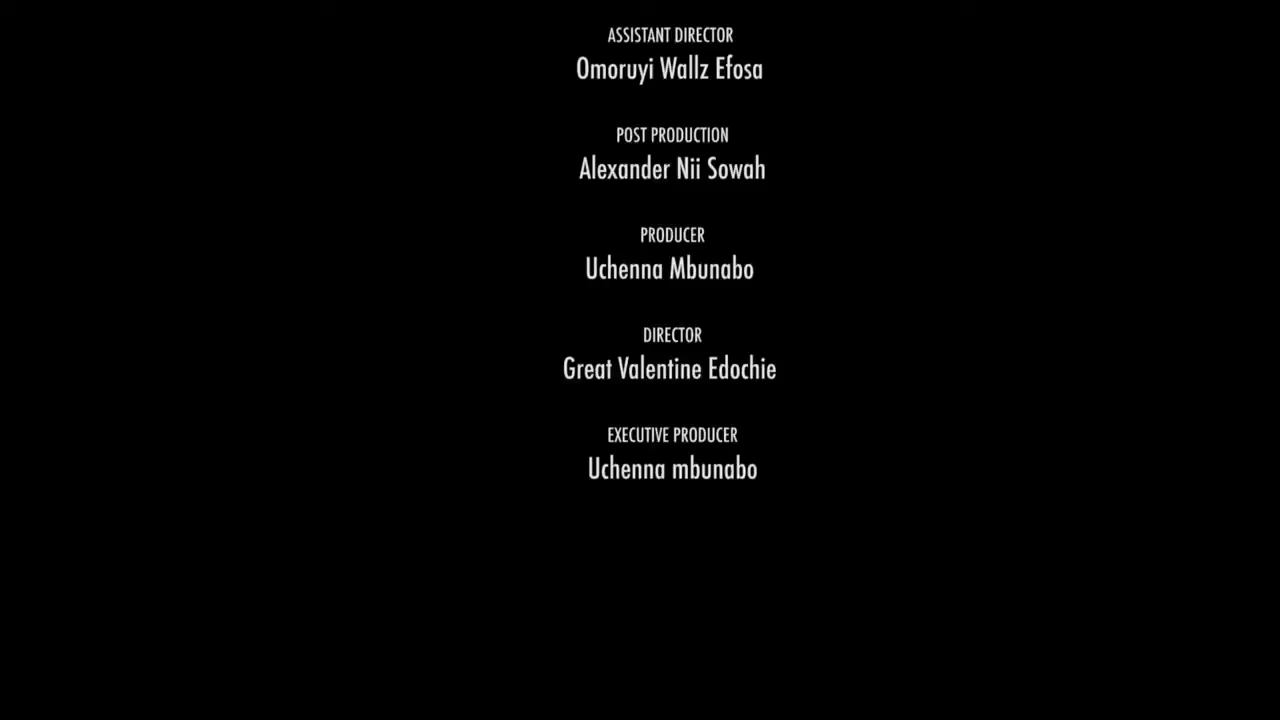 ASSISTANT DIRECTOR
Omoruyi Wallz Efosa
POST PRODUCTION
Alexander Nii Sowah
PRODUCER
Uchenna Mbunabo
DIRECTOR
Great Valentine Edochie
EXECUTIVE PRODUCER
Uchenna mbunabo